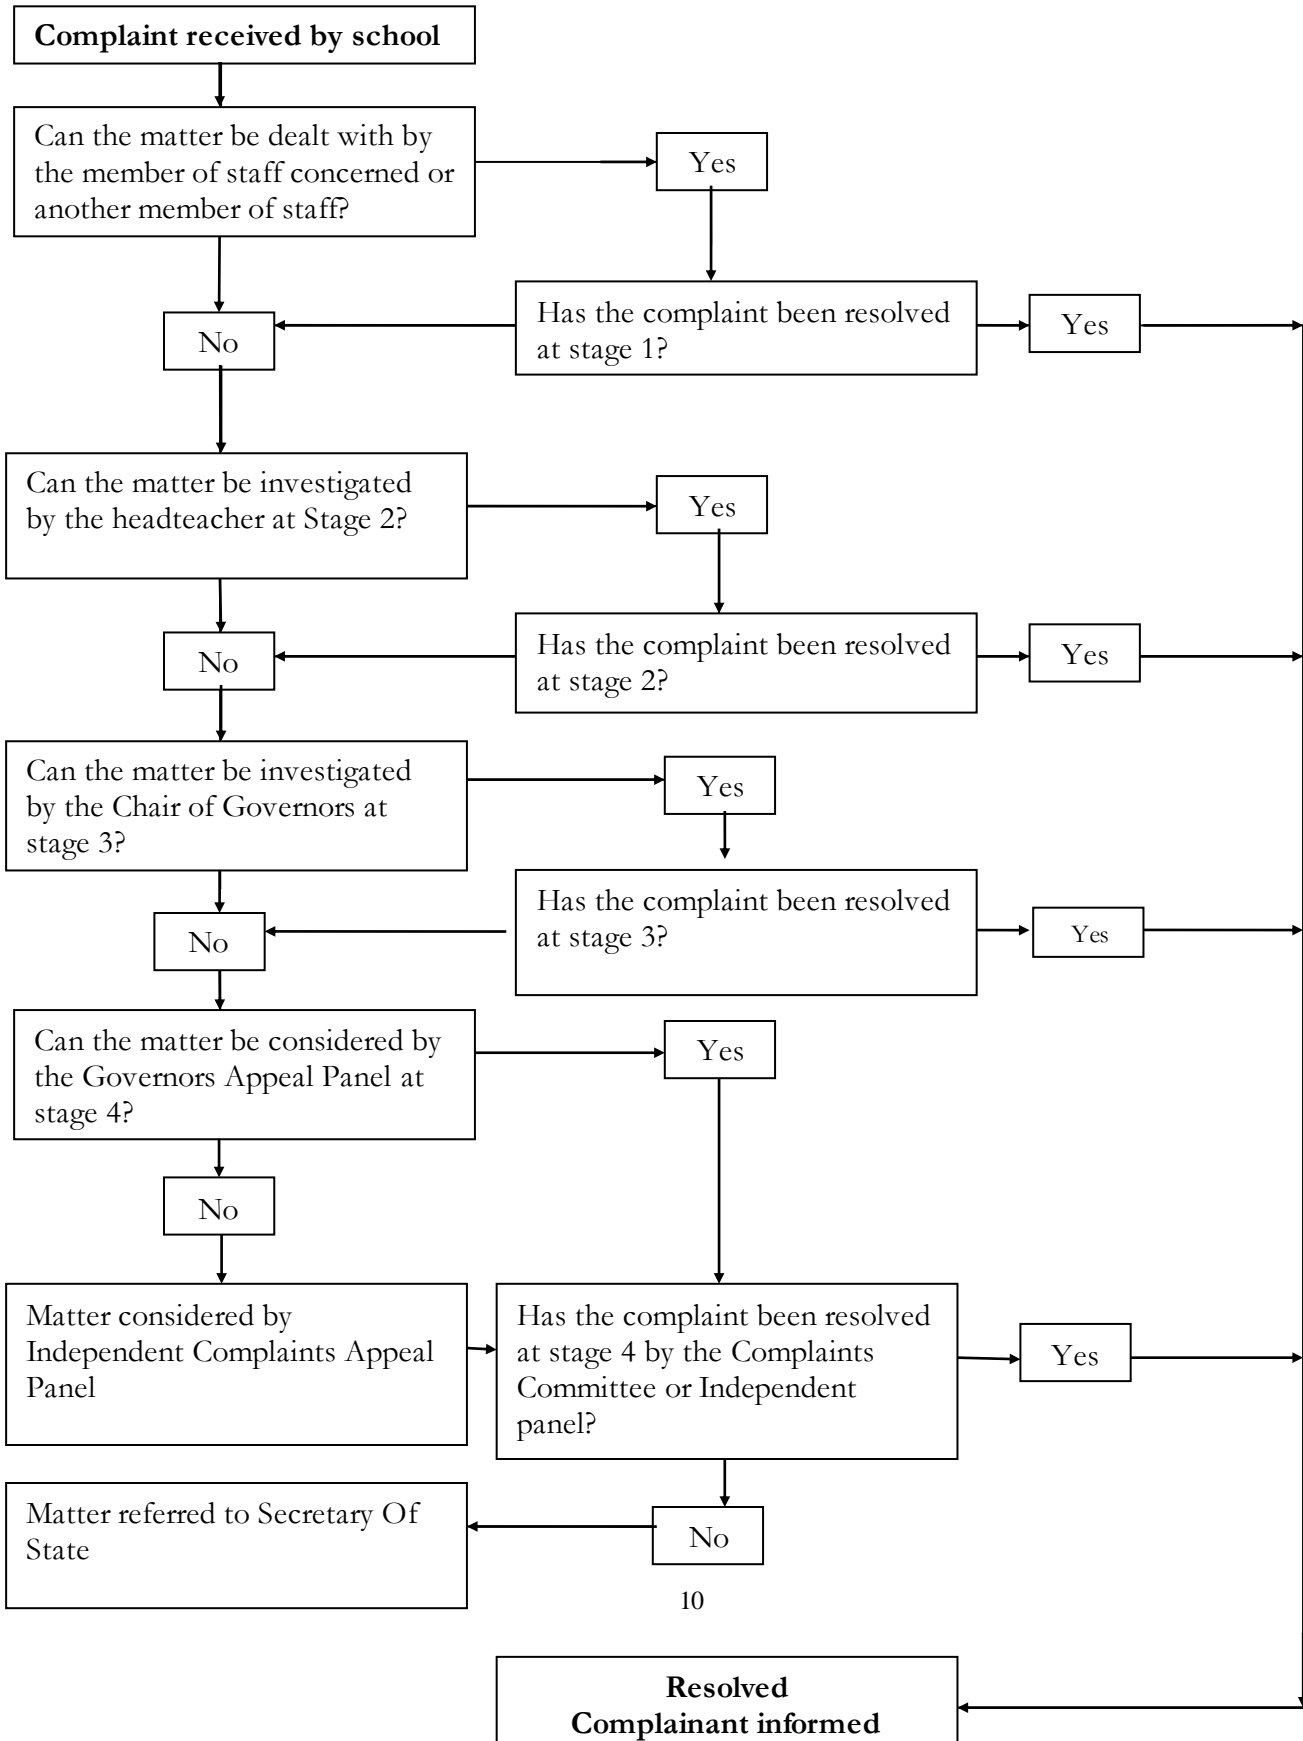 Complaint received by school
Can the matter be dealt with by
the member of staff concerned or
another member of staff?
Yes
Has the complaint been resolved
at stage 1?
Yes
No
Can the matter be investigated
by the headteacher at Stage 2?
Yes
Has the complaint been resolved
at stage 2?
Yes
No
Can the matter be investigated
by the Chair of Governors at
stage 3?
Yes
Has the complaint been resolved
at stage 3?
Yes
No
Can the matter be considered by
the Governors Appeal Panel at
stage 4?
Yes
No
Matter considered by
Independent Complaints Appeal
Panel
Has the complaint been resolved
at stage 4 by the Complaints
Committee or Independent
panel?
Yes
No
Matter referred to Secretary Of
State
10
Resolved
Complainant informed